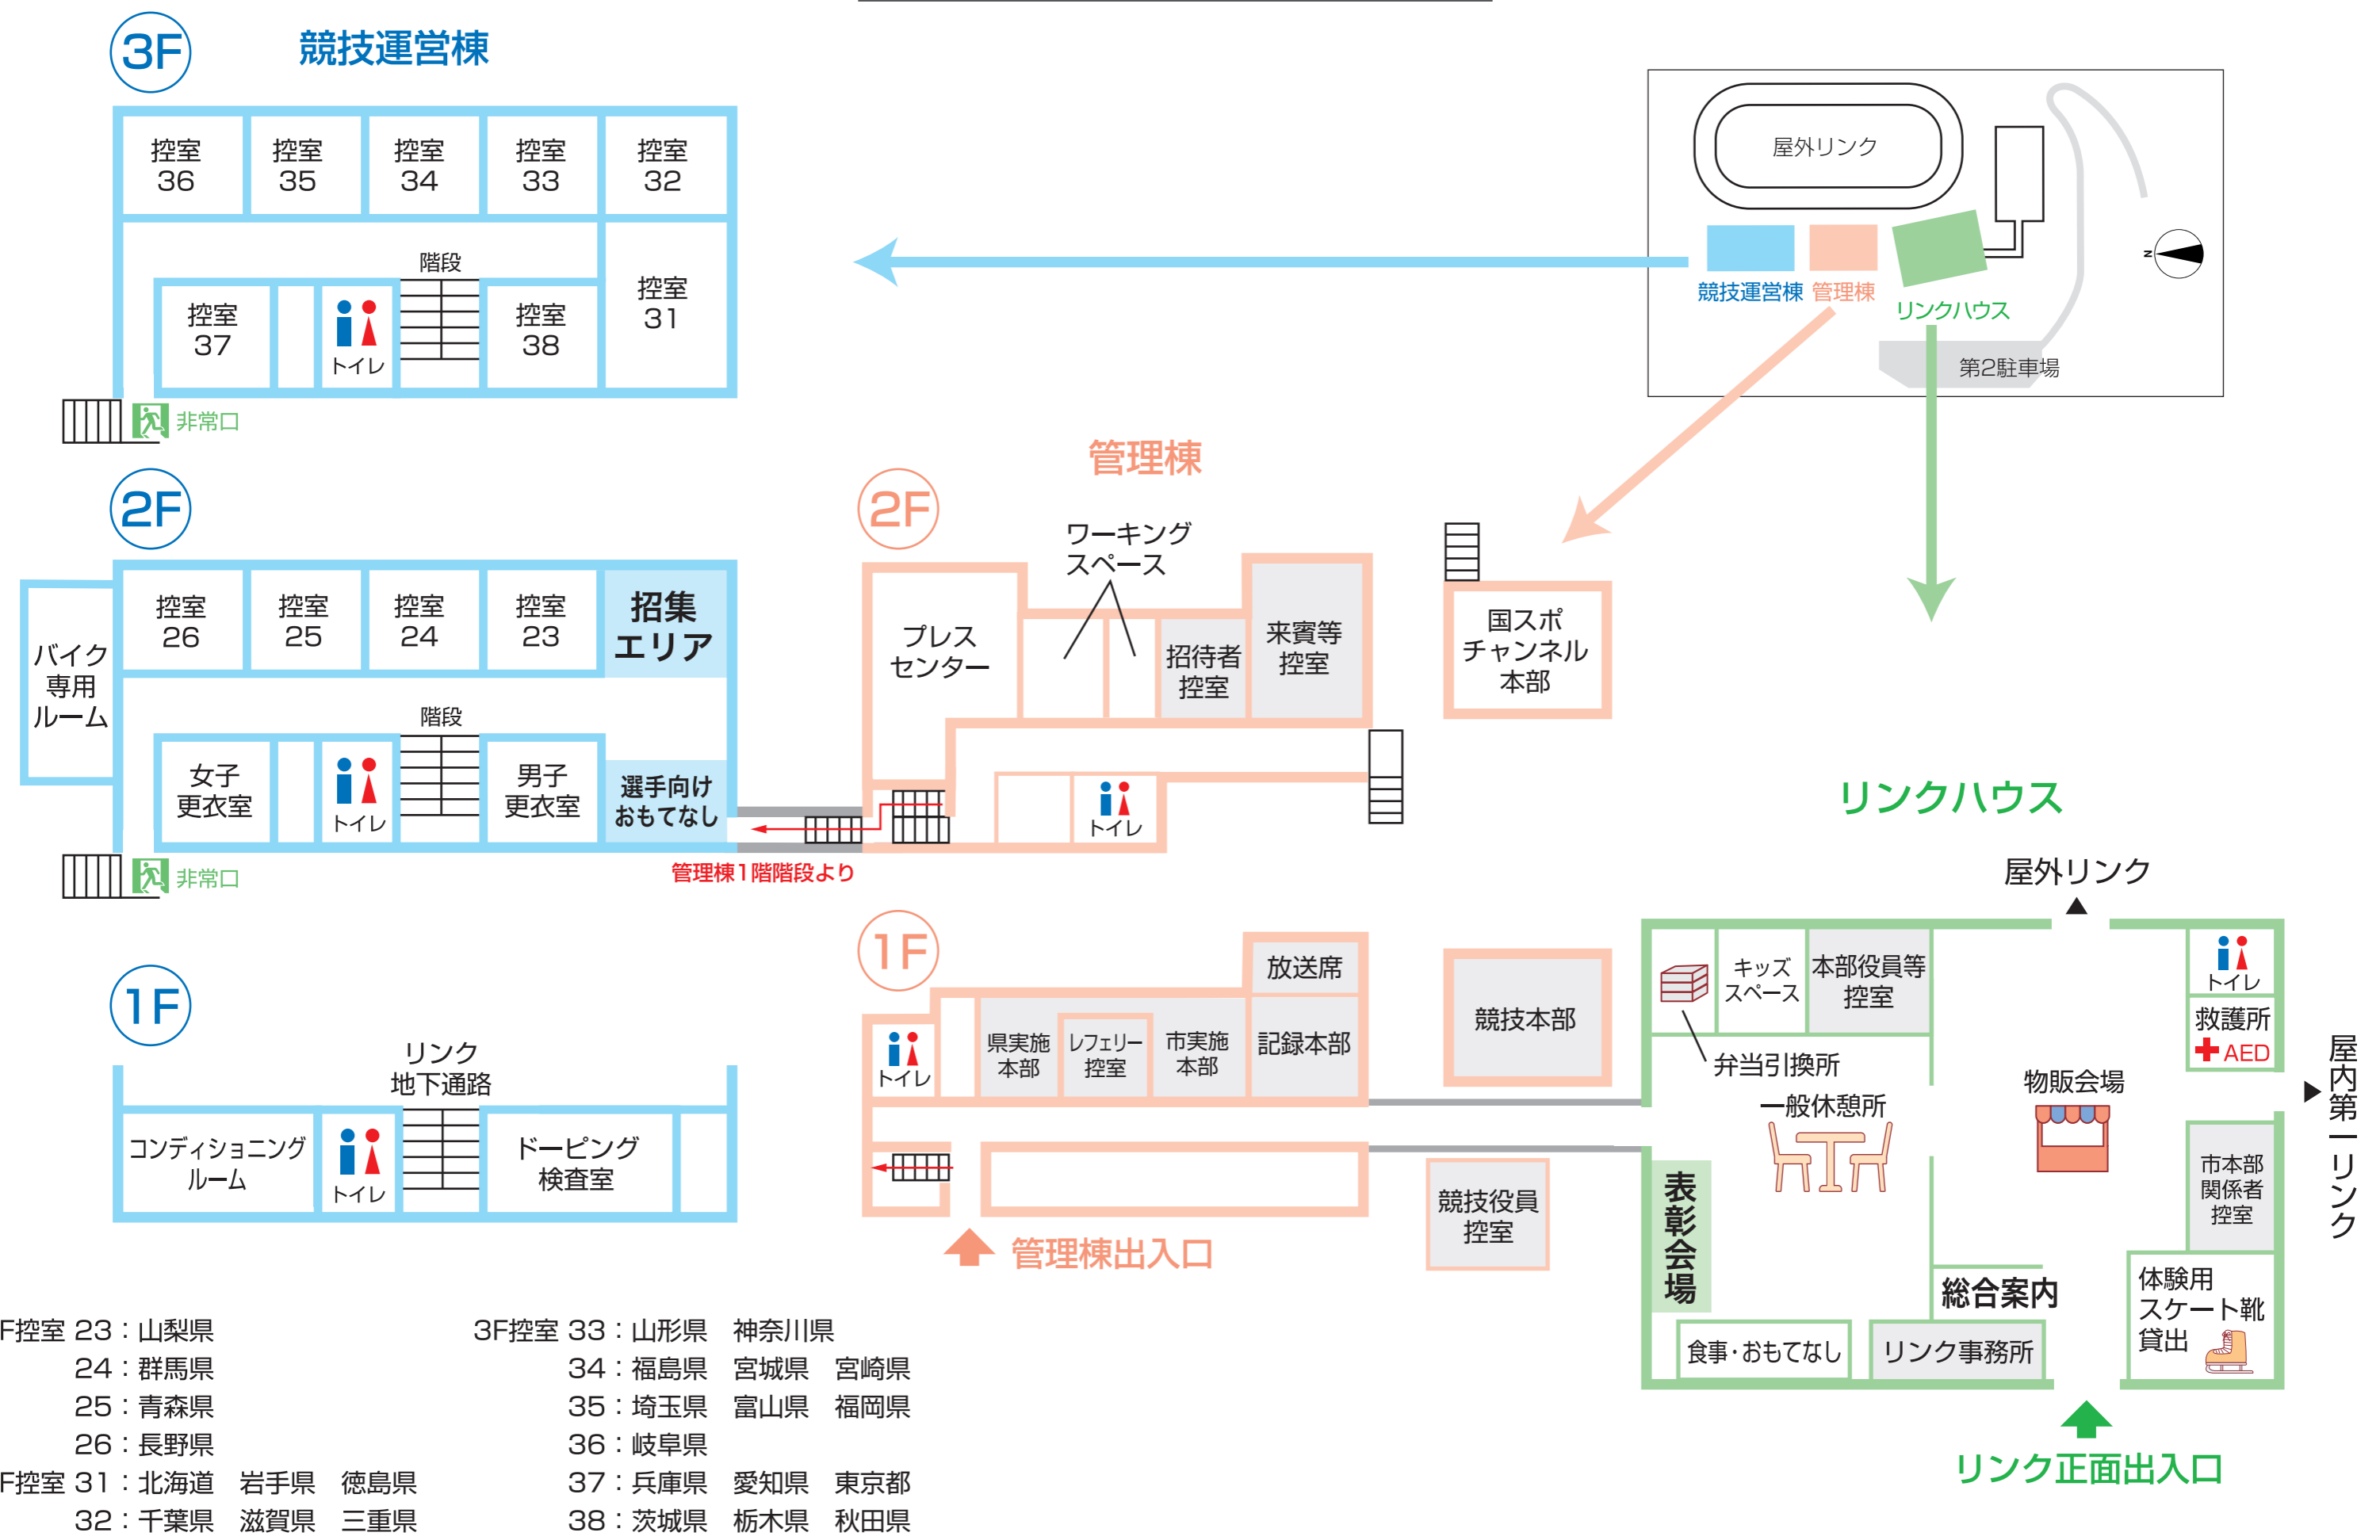 3F
競技運営棟
控室
36
控室
35
控室
34
控室
33
控室
32
階段
控室
37
トイレ
控室
38
控室
31
非常口
屋外リンク
競技運営棟
管理棟
リンクハウス
第2駐車場
N
2F
バイク
専用
ルーム
控室
26
控室
25
控室
24
控室
23
招集
エリア
階段
女子
更衣室
トイレ
男子
更衣室
選手向け
おもてなし
非常口
管理棟1階階段より
管理棟
2F
ワーキング
スペース
プレス
センター
招待者
控室
来賓等
控室
トイレ
国スポ
チャンネル
本部
1F
リンク
地下通路
コンディショニング
ルーム
トイレ
ドーピング
検査室
1F
トイレ
県実施
本部
レフェリー
控室
市実施
本部
放送席
記録本部
競技本部
競技役員
控室
管理棟出入口
リンクハウス
屋外リンク
キッズ
スペース
本部役員等
控室
弁当引換所
一般休憩所
物販会場
トイレ
救護所
AED
屋内第一リンク
市本部
関係者
控室
表彰会場
総合案内
体験用
スケート靴
貸出
食事・おもてなし
リンク事務所
リンク正面出入口
F控室 23：山梨県
24：群馬県
25：青森県
26：長野県
F控室 31：北海道　岩手県　徳島県
32：千葉県　滋賀県　三重県
3F控室 33：山形県　神奈川県
34：福島県　宮城県　宮崎県
35：埼玉県　富山県　福岡県
36：岐阜県
37：兵庫県　愛知県　東京都
38：茨城県　栃木県　秋田県